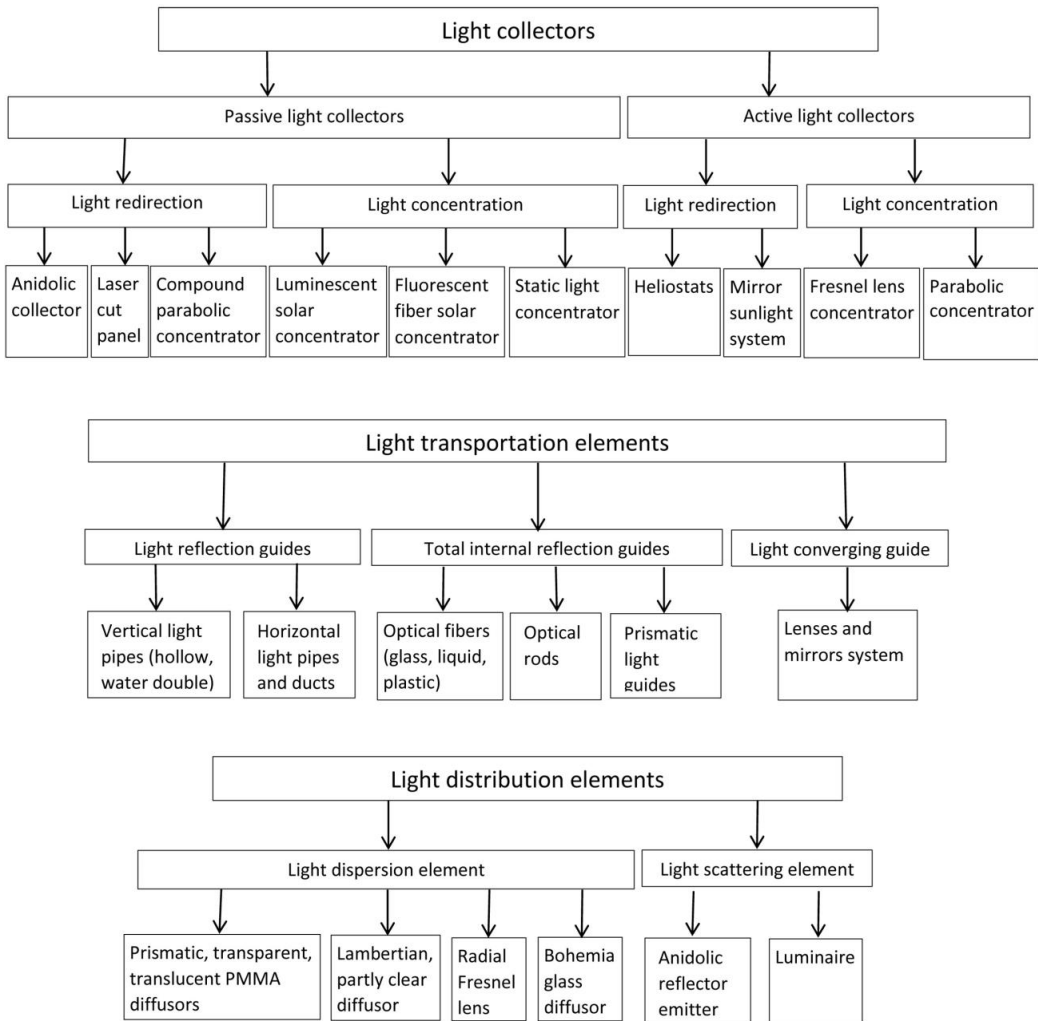 Light collectors
Passive light collectors
Active light collectors
Light redirection
Light concentration
Light redirection
Light concentration
Anidolic
collector
Laser
cut
panel
Compound
parabolic
concentrator
Luminescent
solar
concentrator
Fluorescent
fiber solar
concentrator
Static light
concentrator
Heliostats
Mirror
sunlight
system
Fresnel lens
concentrator
Parabolic
concentrator
Light transportation elements
Light reflection guides
Total internal reflection guides
Light converging guide
Vertical light
pipes (hollow,
water double)
Horizontal
light pipes
and ducts
Optical fibers
(glass, liquid,
plastic)
Optical
rods
Prismatic
light
guides
Lenses and
mirrors system
Light distribution elements
Light dispersion element
Light scattering element
Prismatic, transparent,
translucent PMMA
diffusors
Lambertian,
partly clear
diffusor
Radial
Fresnel
lens
Bohemia
glass
diffusor
Anidolic
reflector
emitter
Luminaire